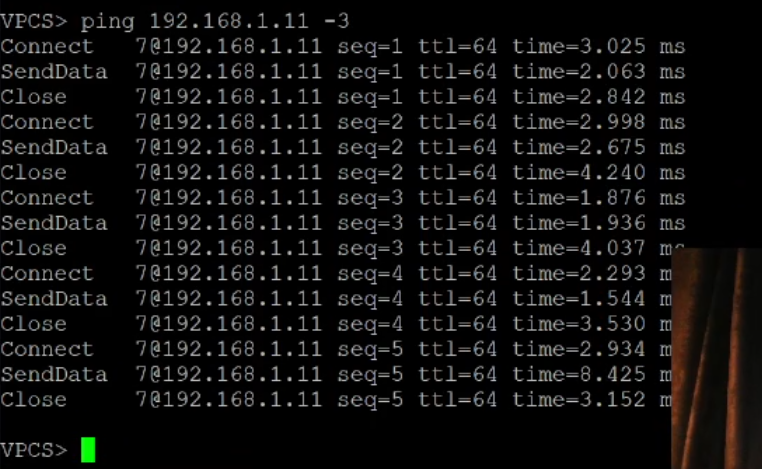 VPCS> ping 192.168.1.11 -3
Connect 7@192.168.1.11 seq=1 ttl=64 time=3.025 ms
SendData 7@192.168.1.11 seq=1 ttl=64 time=2.063 ms
Close 7@192.168.1.11 seq=1 ttl=64 time=2.842 ms
Connect 7@192.168.1.11 seq=2 ttl=64 time=2.998 ms
SendData 7@192.168.1.11 seq=2 ttl=64 time=2.675 ms
Close 7@192.168.1.11 seq=2 ttl=64 time=4.240 ms
Connect 7@192.168.1.11 seq=3 ttl=64 time=1.876 ms
SendData 7@192.168.1.11 seq=3 ttl=64 time=1.936 ms
Close 7@192.168.1.11 seq=3 ttl=64 time=4.037 ms
Connect 7@192.168.1.11 seq=4 ttl=64 time=2.293 m
SendData 7@192.168.1.11 seq=4 ttl=64 time=1.544 m
Close 7@192.168.1.11 seq=4 ttl=64 time=3.530 m
Connect 7@192.168.1.11 seq=5 ttl=64 time=2.934 m
SendData 7@192.168.1.11 seq=5 ttl=64 time=8.425 m
Close 7@192.168.1.11 seq=5 ttl=64 time=3.152 m
VPCS>